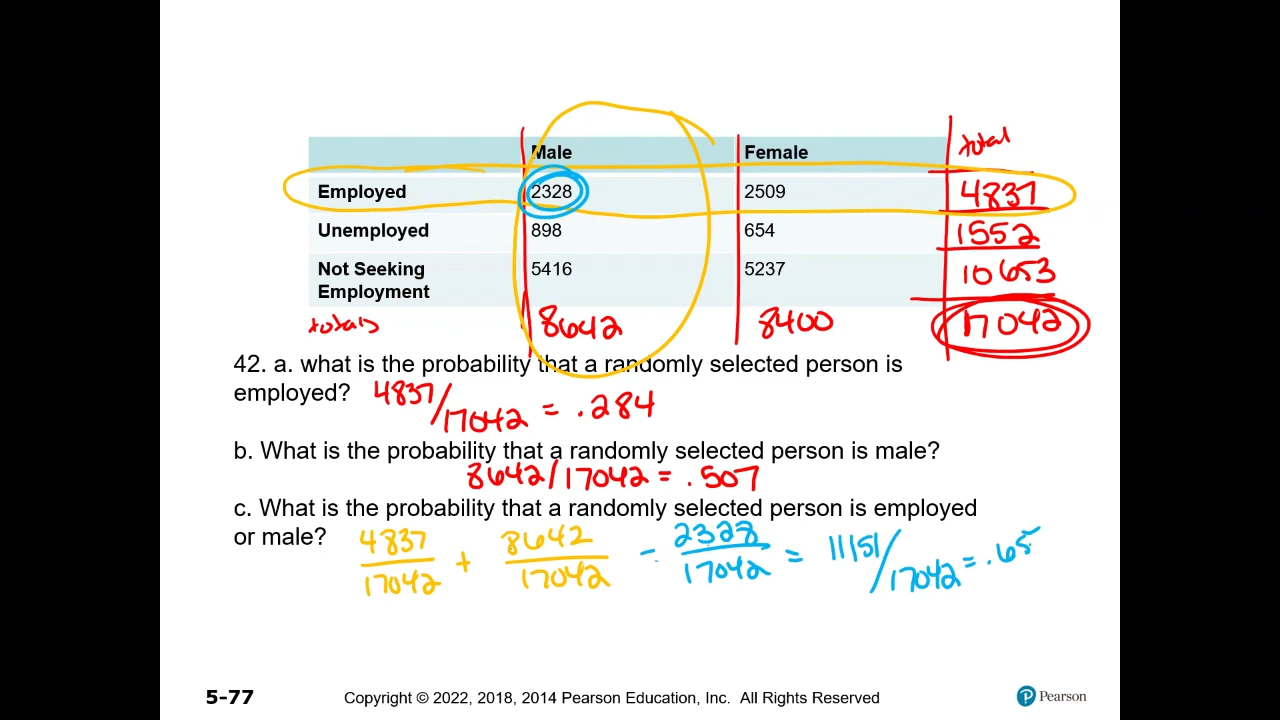 total
Male Female
Employed 2328 2509 4837
Unemployed 898 654 1552
Not Seeking 5416 5237 10653
Employment
totals 8642 8400 17042
42. a. what is the probability that a randomly selected person is
employed? 4837/17042 = .284
b. What is the probability that a randomly selected person is male?
8642/17042 = .507
c. What is the probability that a randomly selected person is employed
or male? 4837/17042 + 8642/17042 - 2328/17042 = 11151/17042 = .65
5-77 Copyright © 2022, 2018, 2014 Pearson Education, Inc. All Rights Reserved P Pearson